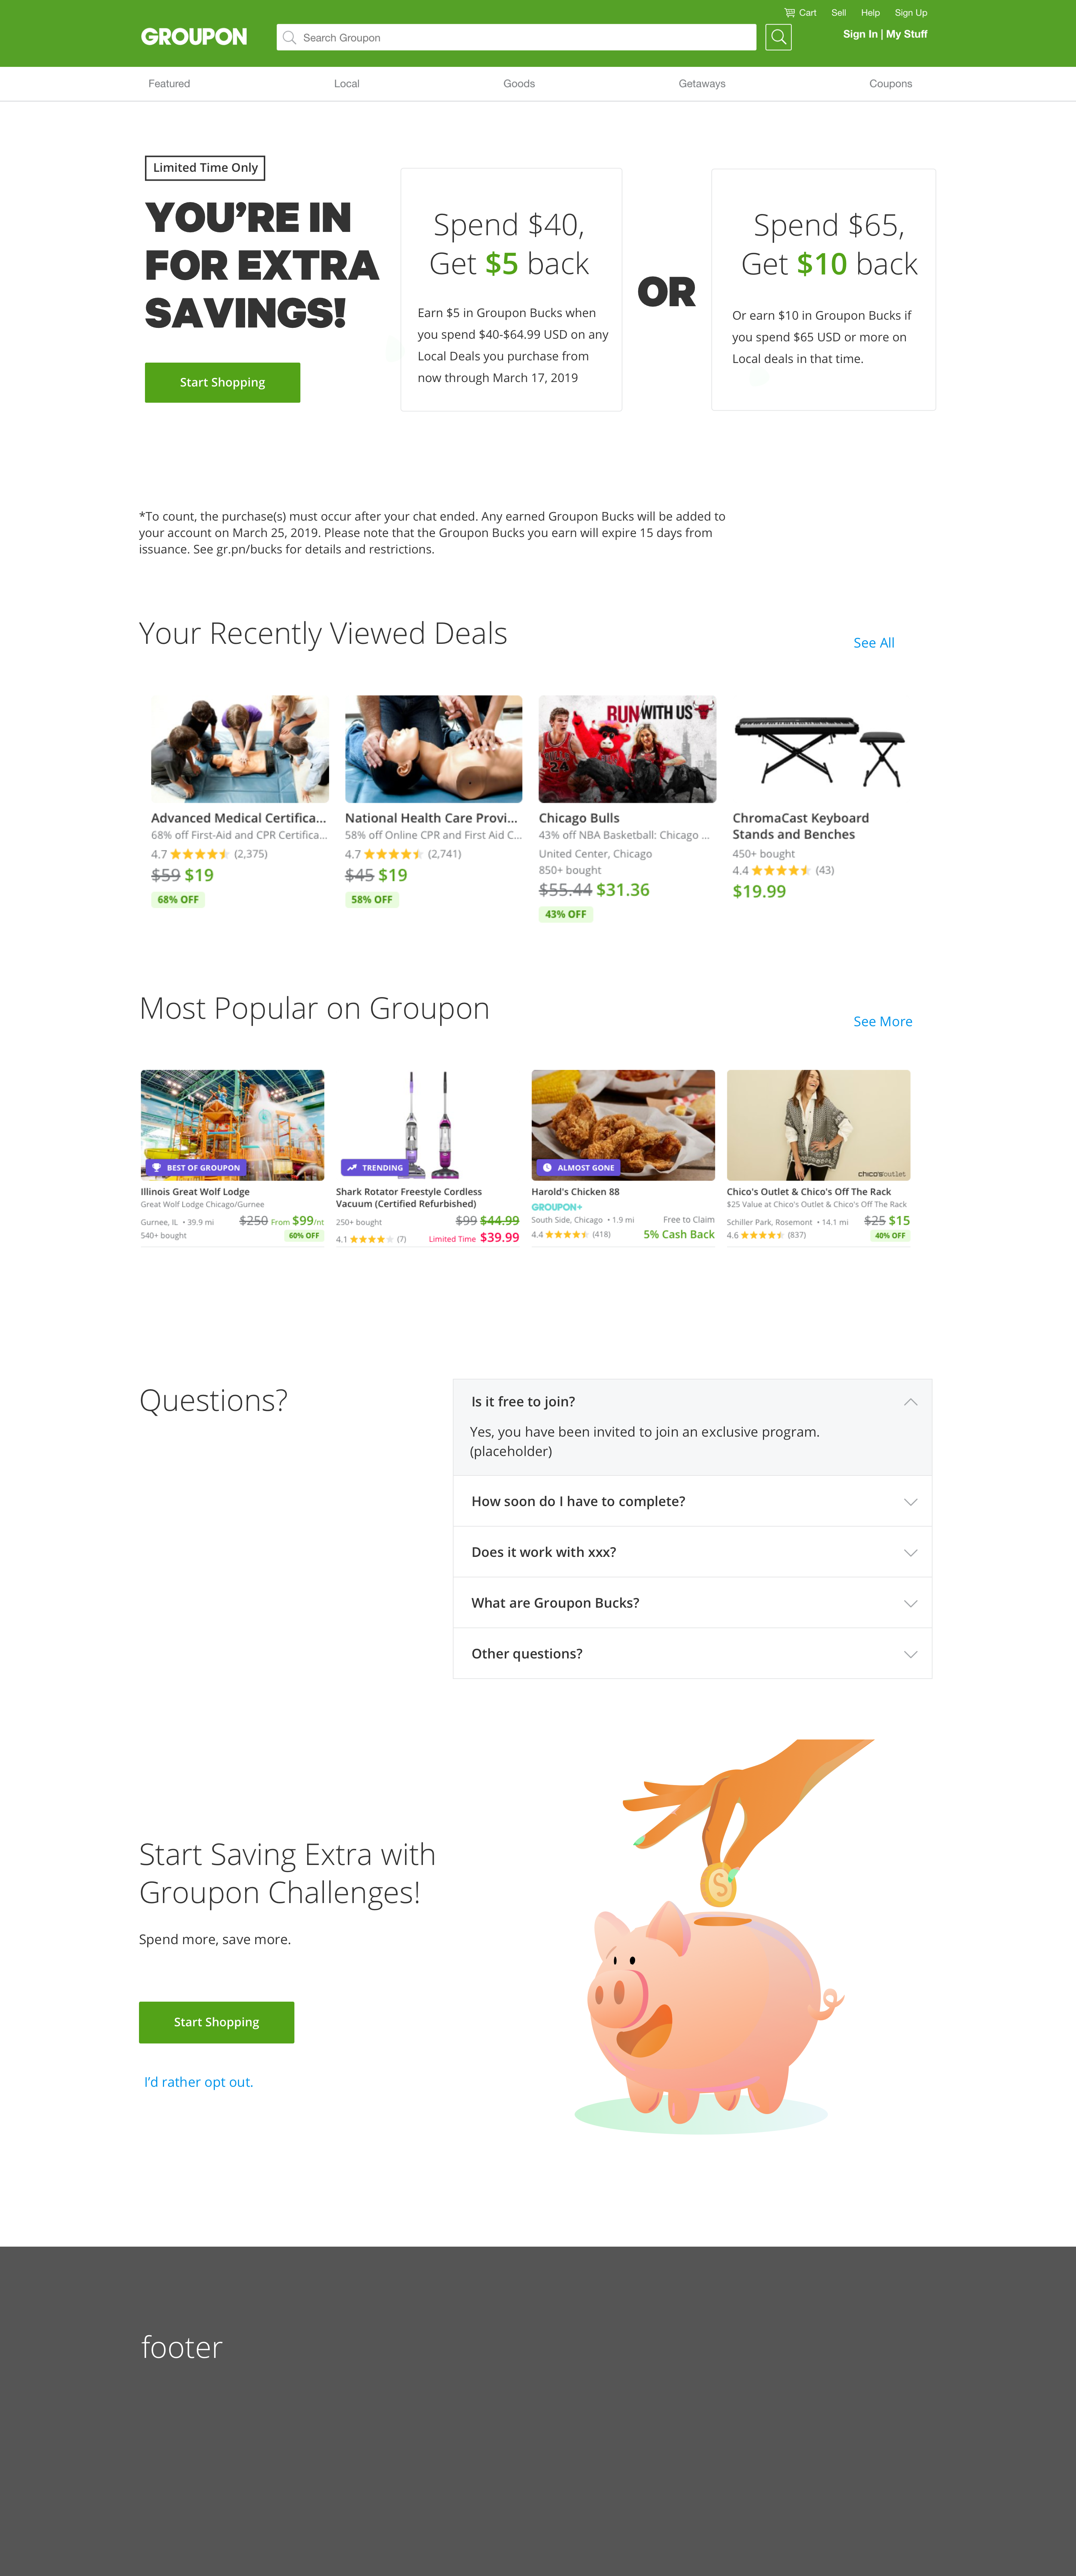 Cart Sell Help Sign Up
GROUPON
Search Groupon
Sign In | My Stuff
Featured Local Goods Getaways Coupons
Limited Time Only
YOU'RE IN
FOR EXTRA
SAVINGS!
Start Shopping
Spend $40,
Get $5 back
Earn $5 in Groupon Bucks when
you spend $40-$64.99 USD on any
Local Deals you purchase from
now through March 17, 2019
OR
Spend $65,
Get $10 back
Or earn $10 in Groupon Bucks if
you spend $65 USD or more on
Local deals in that time.
*To count, the purchase(s) must occur after your chat ended. Any earned Groupon Bucks will be added to
your account on March 25, 2019. Please note that the Groupon Bucks you earn will expire 15 days from
issuance. See gr.pn/bucks for details and restrictions.
Your Recently Viewed Deals
See All
Advanced Medical Certifica...
68% off First-Aid and CPR Certifica...
4.7 (2,375)
$59 $19
68% OFF
National Health Care Provi...
58% off Online CPR and First Aid C...
4.7 (2,741)
$45 $19
58% OFF
RUN WITH US
BULLS
24
Chicago Bulls
43% off NBA Basketball: Chicago ...
United Center, Chicago
850+ bought
$55.44 $31.36
43% OFF
ChromaCast Keyboard
Stands and Benches
450+ bought
4.4 (43)
$19.99
Most Popular on Groupon
See More
BEST OF GROUPON
Illinois Great Wolf Lodge
Great Wolf Lodge Chicago/Gurnee
Gurnee, IL • 39.9 mi $250 From $99/nt
540+ bought 60% OFF
TRENDING
Shark Rotator Freestyle Cordless
Vacuum (Certified Refurbished)
250+ bought $99 $44.99
4.1 (7) Limited Time $39.99
ALMOST GONE
Harold's Chicken 88
GROUPON+
South Side, Chicago • 1.9 mi Free to Claim
4.4 (418) 5% Cash Back
chico's outlet
Chico's Outlet & Chico's Off The Rack
$25 Value at Chico's Outlet & Chico's Off The Rack
Schiller Park, Rosemont • 14.1 mi $25 $15
4.6 (837) 40% OFF
Questions?
Is it free to join?
Yes, you have been invited to join an exclusive program.
(placeholder)
How soon do I have to complete?
Does it work with xxx?
What are Groupon Bucks?
Other questions?
Start Saving Extra with
Groupon Challenges!
Spend more, save more.
Start Shopping
I'd rather opt out.
$
footer